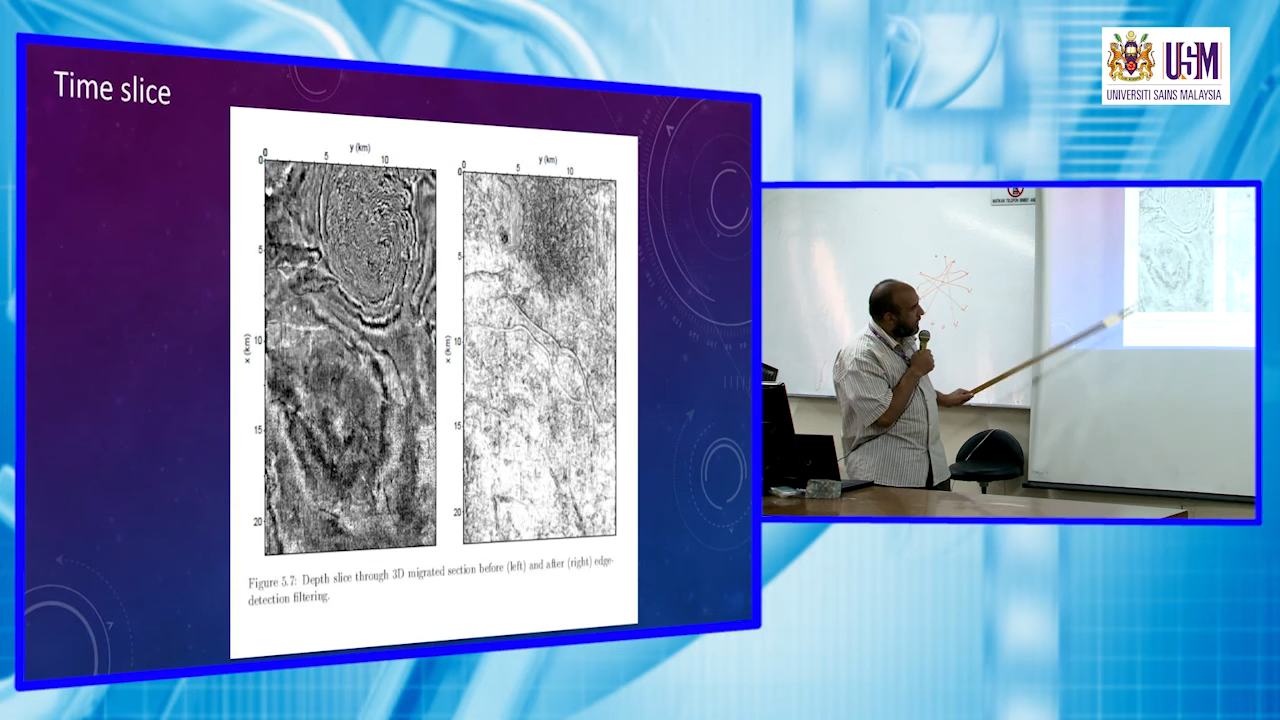 Time slice
y (km)
0 5 10
0
5
10
15
20
x (km)
y (km)
0 5 10
0
5
10
15
20
x (km)
Figure 5.7: Depth slice through 3D migrated section before (left) and after (right) edge-
detection filtering.
USM
UNIVERSITI SAINS MALAYSIA